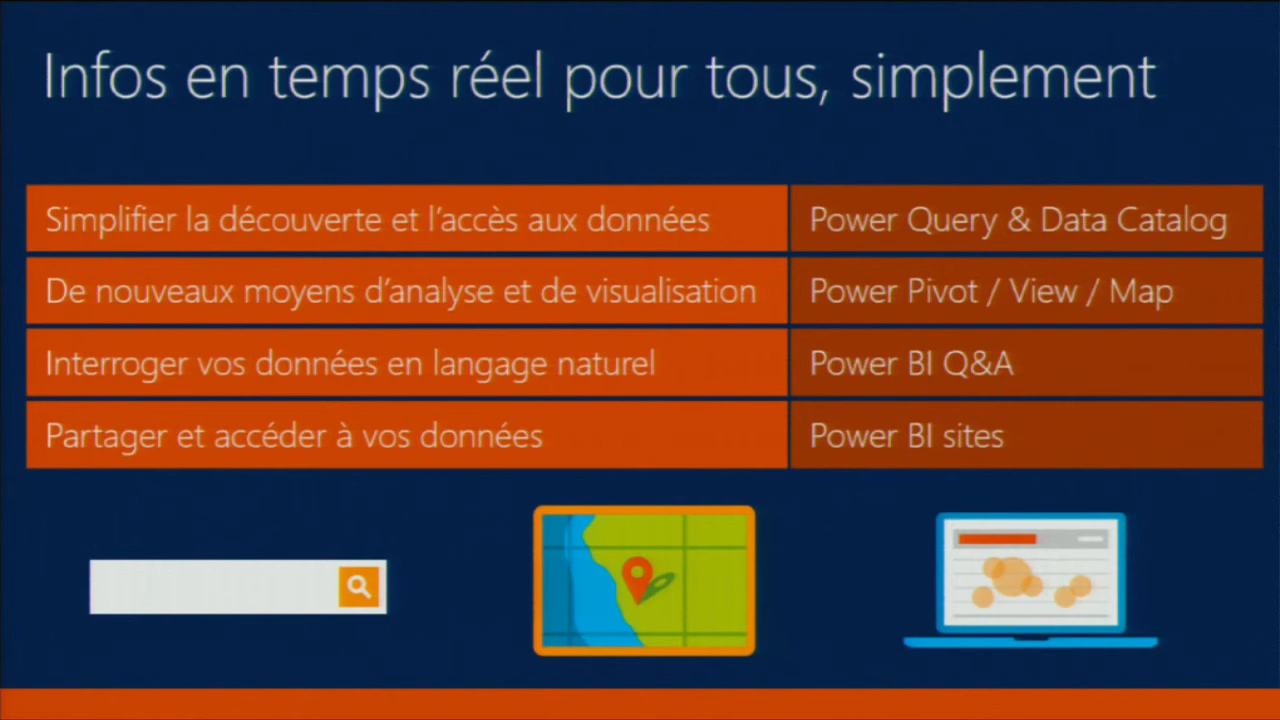 Infos en temps réel pour tous, simplement
Simplifier la découverte et l'accès aux données
Power Query & Data Catalog
De nouveaux moyens d'analyse et de visualisation
Power Pivot / View / Map
Interroger vos données en langage naturel
Power BI Q&A
Partager et accéder à vos données
Power BI sites